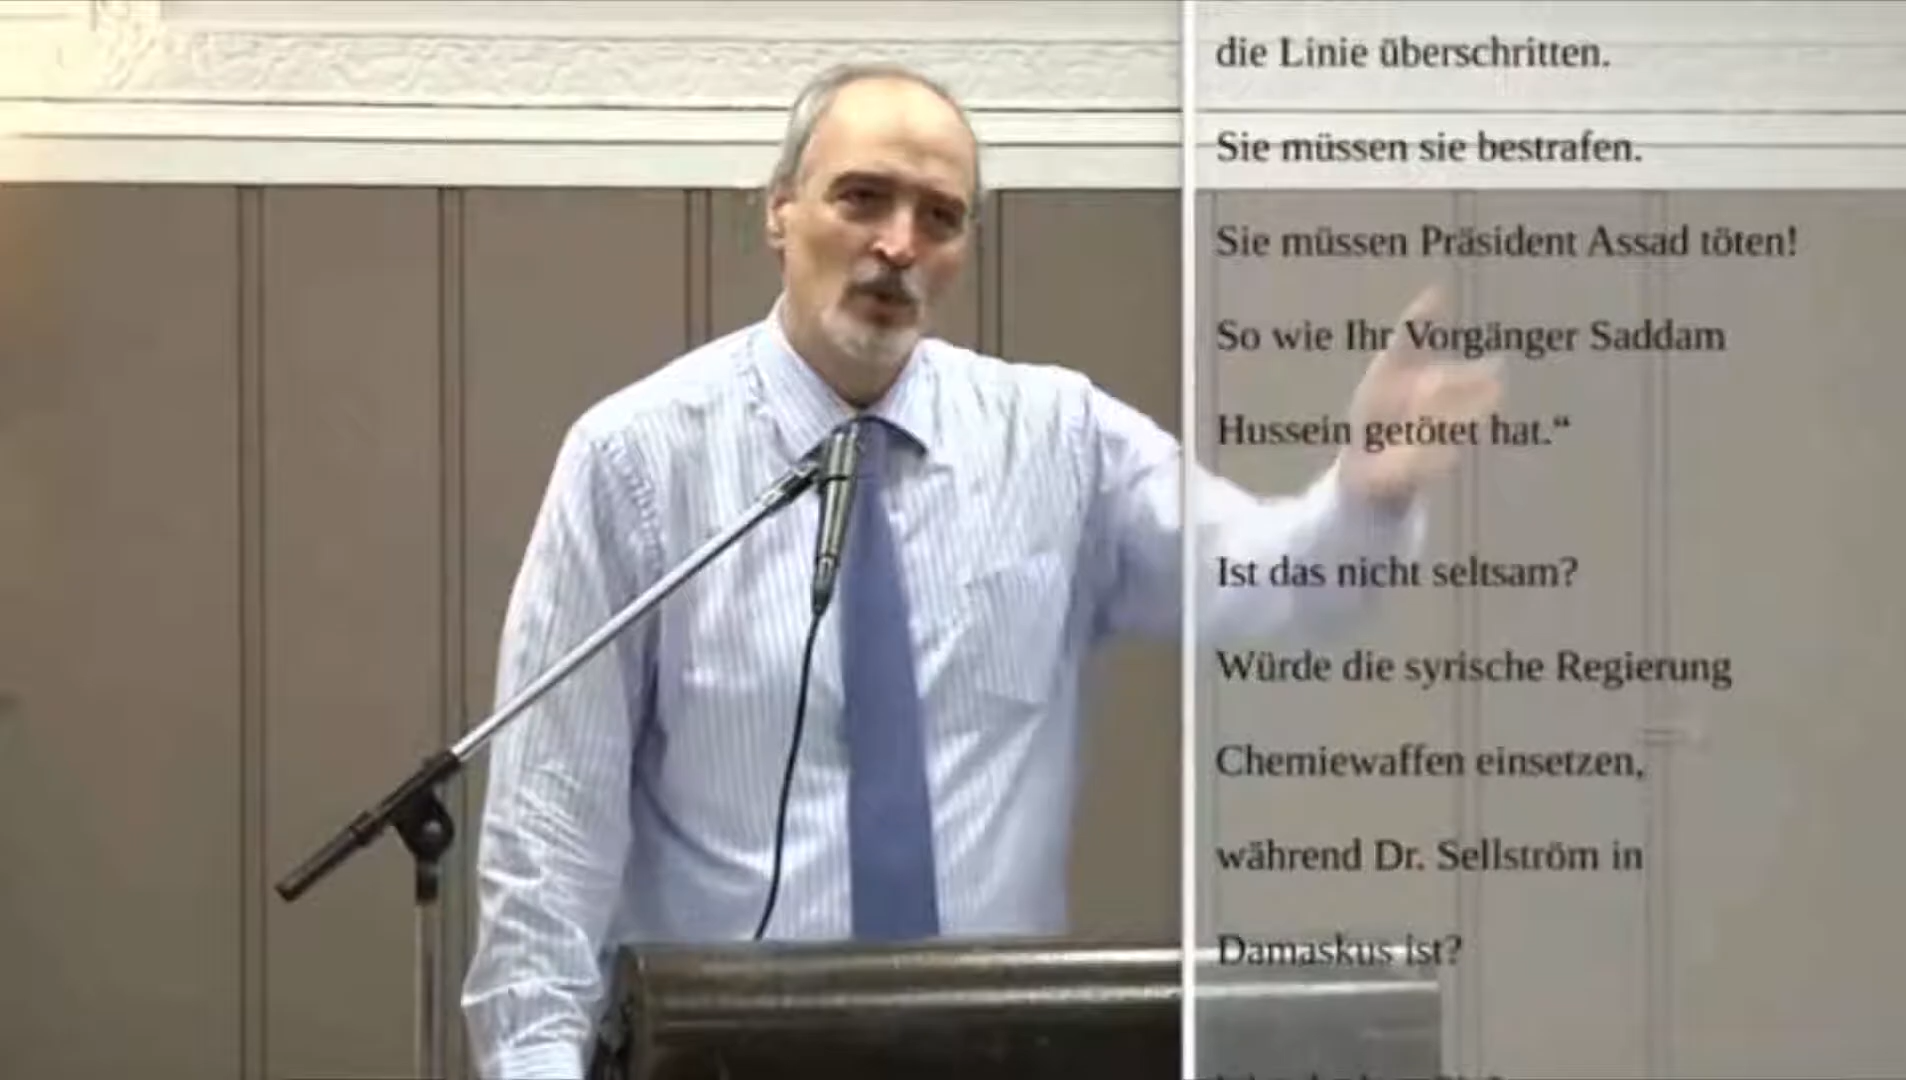 die Linie überschritten.
Sie müssen sie bestrafen.
Sie müssen Präsident Assad töten!
So wie Ihr Vorgänger Saddam
Hussein getötet hat.“
Ist das nicht seltsam?
Würde die syrische Regierung
Chemiewaffen einsetzen,
während Dr. Sellström in
Damaskus ist?